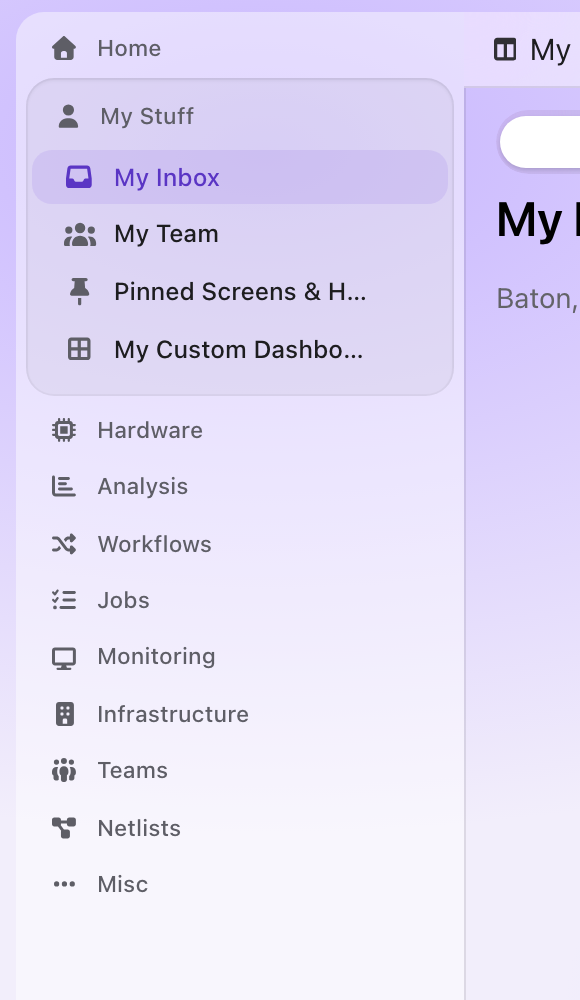 Home
My
My Stuff
My Inbox
My Team
Pinned Screens & H...
My Custom Dashbo...
Hardware
Analysis
Workflows
Jobs
Monitoring
Infrastructure
Teams
Netlists
Misc
My
Baton,